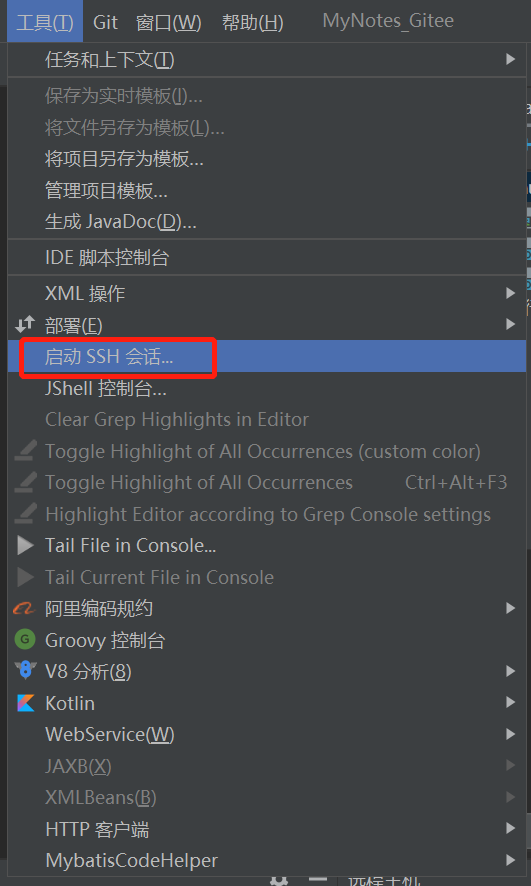 工具(T) Git 窗口(W) 帮助(H) MyNotes_Gitee
任务和上下文(T)
保存为实时模板(I)...
将文件另存为模板(L)...
将项目另存为模板...
管理项目模板...
生成 JavaDoc(D)...
IDE 脚本控制台
XML 操作
部署(E)
启动 SSH 会话...
JShell 控制台...
Clear Grep Highlights in Editor
Toggle Highlight of All Occurrences (custom color)
Toggle Highlight of All Occurrences Ctrl+Alt+F3
Highlight Editor according to Grep Console settings
Tail File in Console...
Tail Current File in Console
阿里编码规约
G Groovy 控制台
V8 分析(8)
Kotlin
WebService(W)
JAXB(X)
XMLBeans(B)
HTTP 客户端
MybatisCodeHelper
远程主机